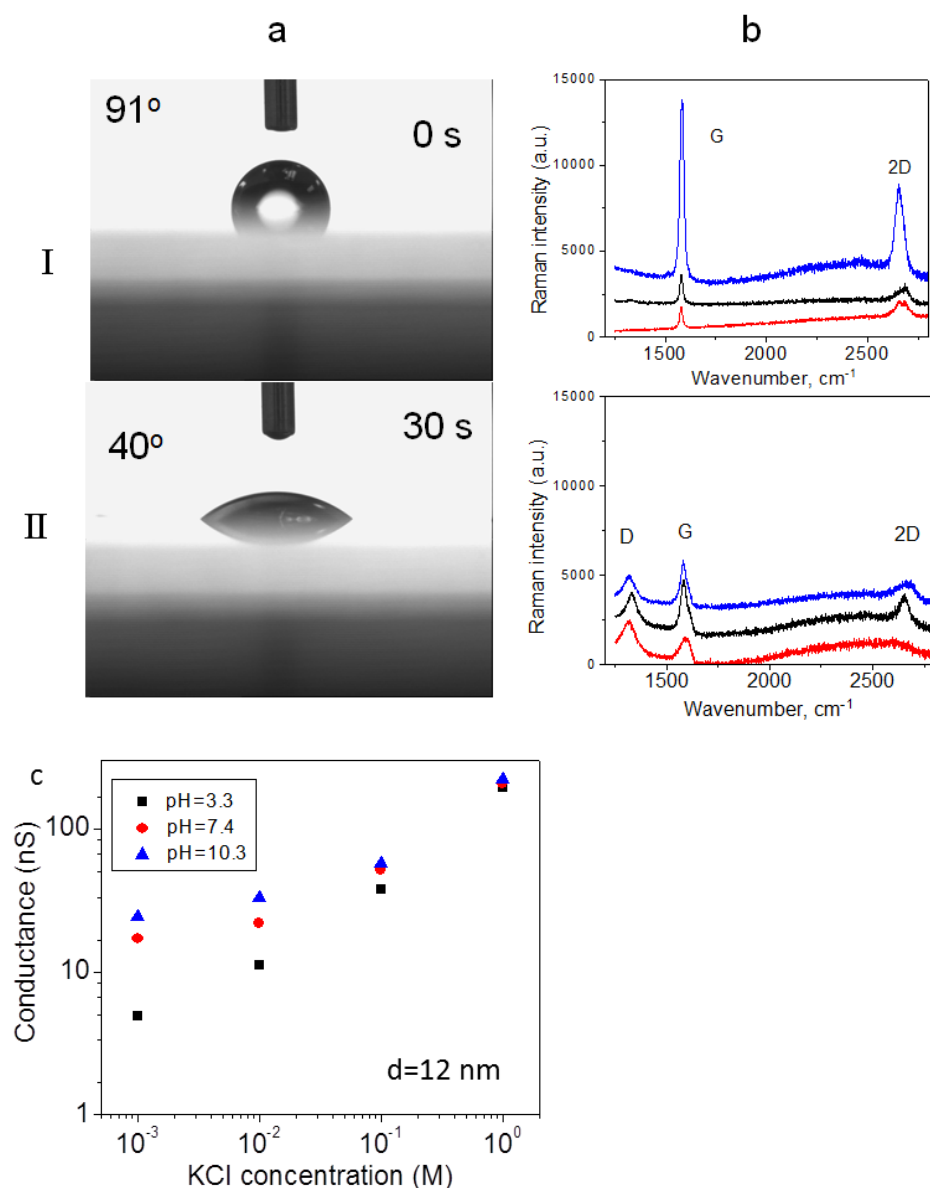 a
b
91º
0 s
I
40º
30 s
II
15000
10000
5000
0
Raman intensity (a.u.)
G
2D
1500
2000
2500
Wavenumber, cm⁻¹
15000
10000
5000
0
Raman intensity (a.u.)
D
G
2D
1500
2000
2500
Wavenumber, cm⁻¹
c
pH=3.3
pH=7.4
pH=10.3
100
10
1
Conductance (nS)
d=12 nm
10⁻³
10⁻²
10⁻¹
10⁰
KCl concentration (M)